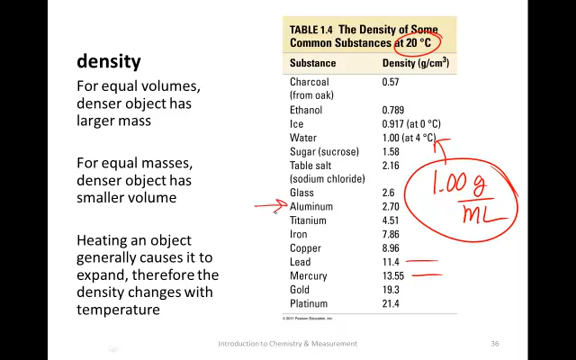 density
For equal volumes,
denser object has
larger mass
For equal masses,
denser object has
smaller volume
Heating an object
generally causes it to
expand, therefore the
density changes with
temperature
TABLE 1.4 The Density of Some
Common Substances at 20 °C
Substance Density (g/cm3)
Charcoal 0.57
(from oak)
Ethanol 0.789
Ice 0.917 (at 0 °C)
Water 1.00 (at 4 °C)
Sugar (sucrose) 1.58
Table salt 2.16
(sodium chloride)
Glass 2.6
Aluminum 2.70
Titanium 4.51
Iron 7.86
Copper 8.96
Lead 11.4
Mercury 13.55
Gold 19.3
Platinum 21.4
© 2011 Pearson Education, Inc.
1.00 g
mL
Introduction to Chemistry & Measurement
36